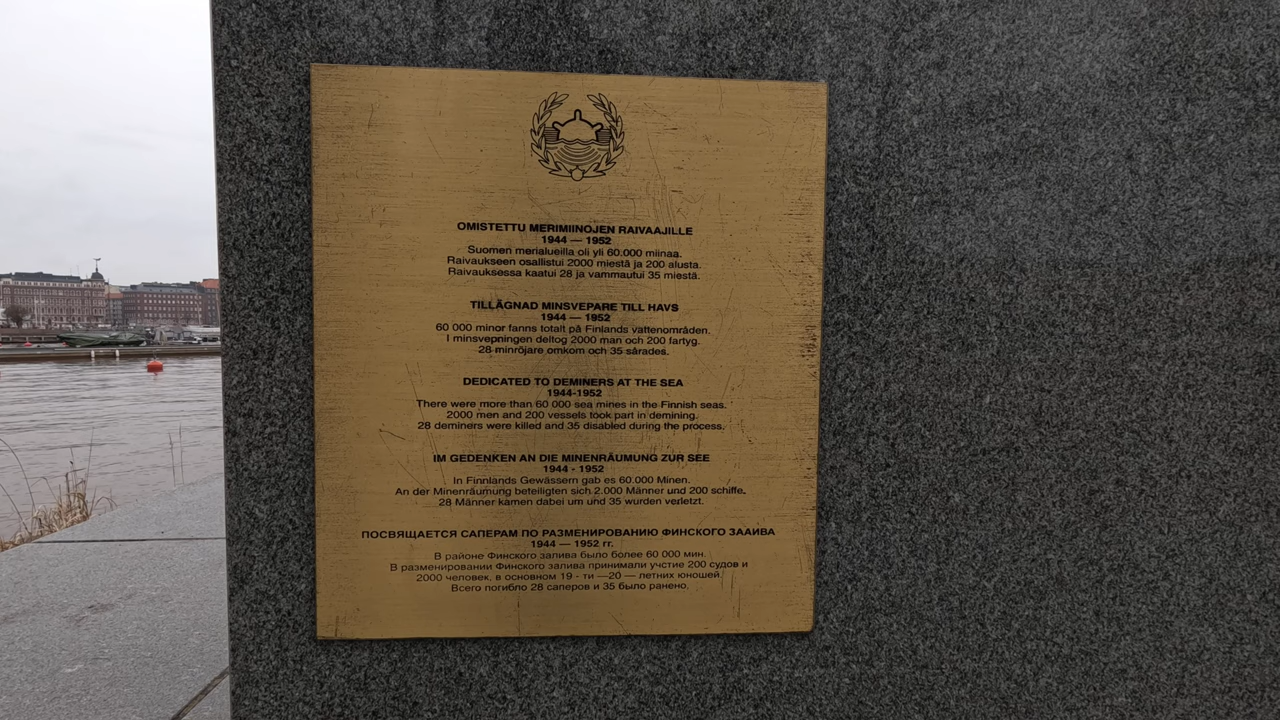 OMISTETTU MERIMIINOJEN RAIVAAJILLE
1944 — 1952
Suomen merialueilla oli yli 60.000 miinaa.
Raivaukseen osallistui 2000 miestä ja 200 alusta.
Raivauksessa kaatui 28 ja vammautui 35 miestä.
TILLÄGNAD MINSVEPARE TILL HAVS
1944 — 1952
60 000 minor fanns totalt på Finlands vattenområden.
I minsvepningen deltog 2000 man och 200 fartyg.
28 minröjare omkom och 35 sårades.
DEDICATED TO DEMINERS AT THE SEA
1944-1952
There were more than 60 000 sea mines in the Finnish seas.
2000 men and 200 vessels took part in demining.
28 deminers were killed and 35 disabled during the process.
IM GEDENKEN AN DIE MINENRÄUMUNG ZUR SEE
1944 - 1952
In Finnlands Gewässern gab es 60.000 Minen.
An der Minenräumung beteiligten sich 2.000 Männer und 200 schiffe.
28 Männer kamen dabei um und 35 wurden verletzt.
ПОСВЯЩАЕТСЯ САПЕРАМ ПО РАЗМЕНИРОВАНИЮ ФИНСКОГО ЗААИВА
1944 — 1952 гг.
В районе Финского залива было более 60 000 мин.
В разменировании Финского залива принимали учстие 200 судов и
2000 человек, в основном 19 - ти —20 — летних юношей.
Всего погибло 28 саперов и 35 было ранено.